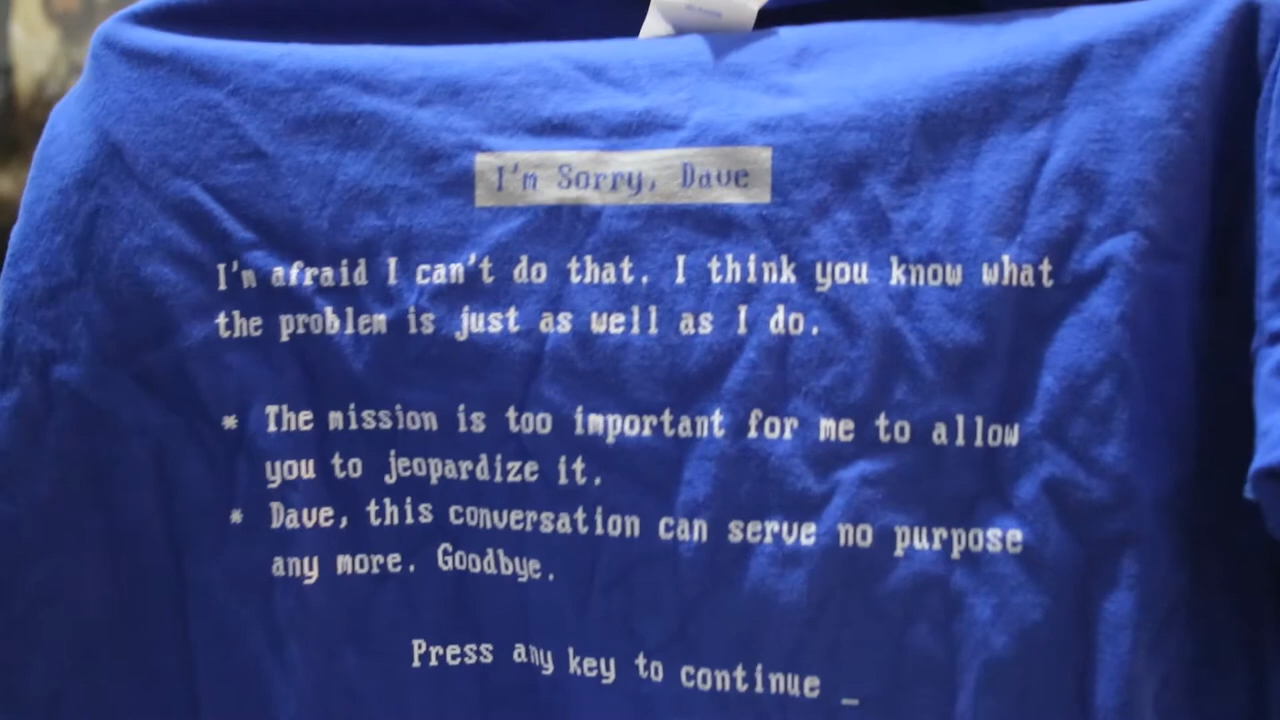 I'm Sorry, Dave
I'm afraid I can't do that. I think you know what
the problem is just as well as I do.
* The mission is too important for me to allow
you to jeopardize it.
* Dave, this conversation can serve no purpose
any more. Goodbye.
Press any key to continue _